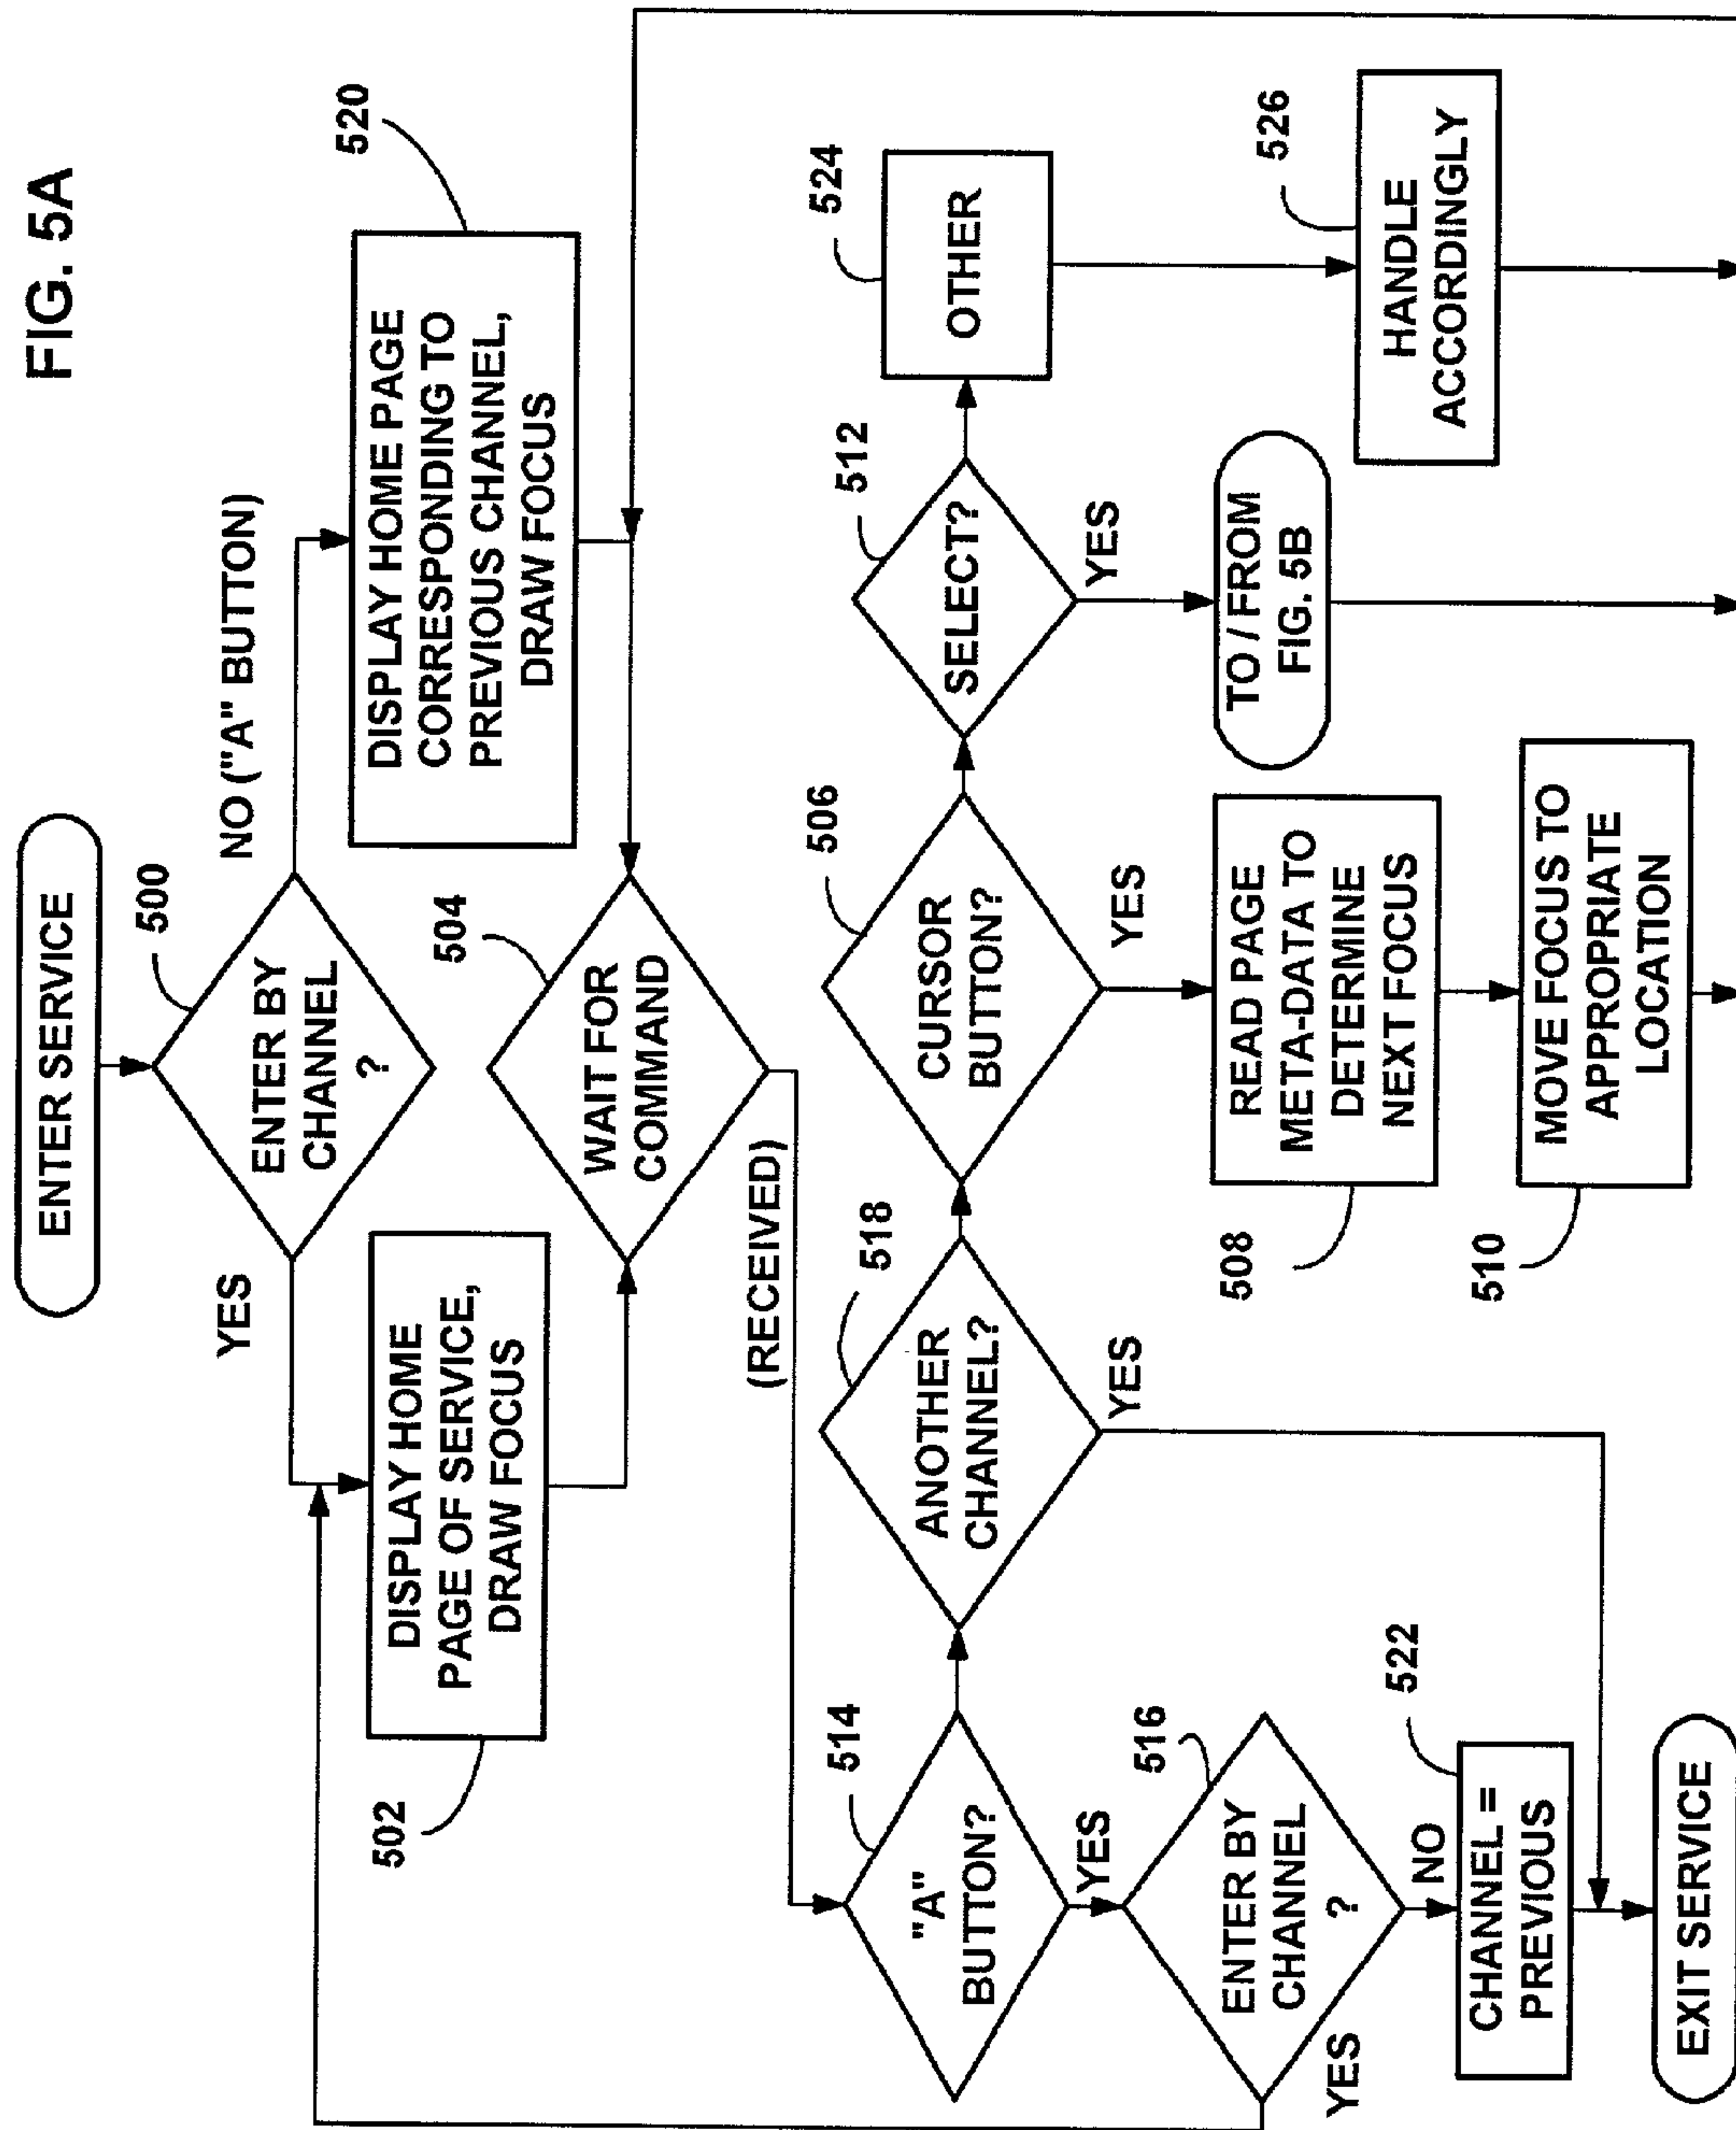 FIG. 5A
ENTER SERVICE
500
ENTER BY
CHANNEL
?
YES
NO ("A" BUTTON)
DISPLAY HOME
PAGE OF SERVICE,
DRAW FOCUS
502
DISPLAY HOME PAGE
CORRESPONDING TO
PREVIOUS CHANNEL,
DRAW FOCUS
520
504
WAIT FOR
COMMAND
(RECEIVED)
514
"A"
BUTTON?
YES
518
ANOTHER
CHANNEL?
YES
506
CURSOR
BUTTON?
YES
512
SELECT?
YES
524
OTHER
516
ENTER BY
CHANNEL
?
YES
NO
522
CHANNEL =
PREVIOUS
EXIT SERVICE
508
READ PAGE
META-DATA TO
DETERMINE
NEXT FOCUS
510
MOVE FOCUS TO
APPROPRIATE
LOCATION
TO / FROM
FIG. 5B
526
HANDLE
ACCORDINGLY